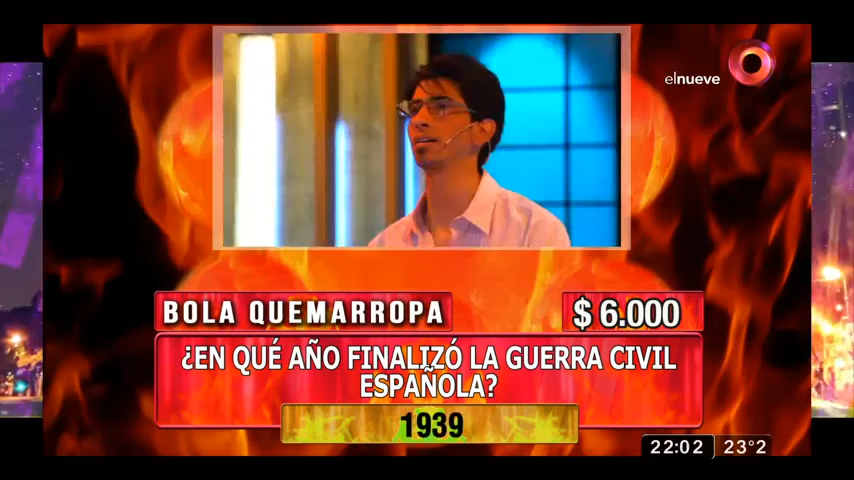 elnueve
BOLA QUEMARROPA
$ 6.000
¿EN QUÉ AÑO FINALIZÓ LA GUERRA CIVIL
ESPAÑOLA?
1939
22:02 23°2